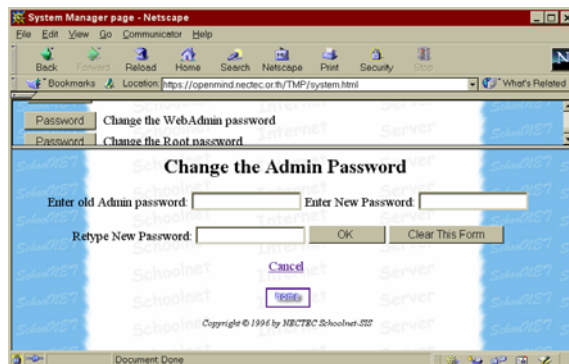 System Manager page - Netscape
File Edit View Go Communicator Help
Back Forward Reload Home Search Netscape Print Security Stop
Bookmarks Location: https://openmind.nectec.or.th/TMP/system.html What's Related
Password Change the WebAdmin password
Password Change the Root password
Change the Admin Password
Enter old Admin password: Enter New Password:
Retype New Password: OK Clear This Form
Cancel
Copyright © 1996 by NECTEC Schoolnet-SIS
Document Done